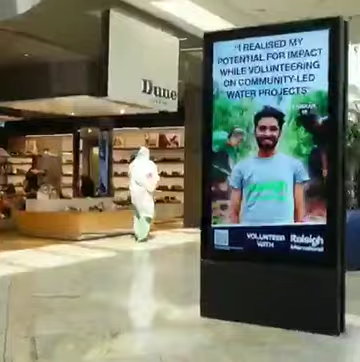 "I REALISED MY
POTENTIAL FOR IMPACT
WHILE VOLUNTEERING
ON COMMUNITY-LED
WATER PROJECTS"
Dune
VOLUNTEER
WITH
Raleigh
International